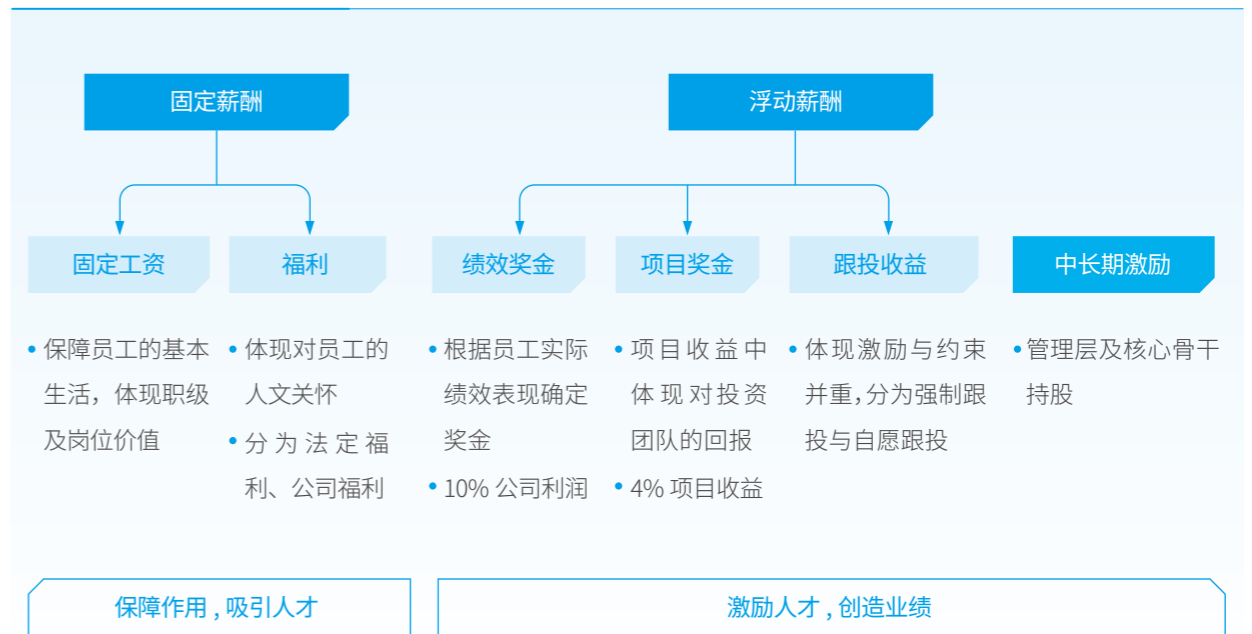 固定薪酬
浮动薪酬
固定工资
福利
绩效奖金
项目奖金
跟投收益
中长期激励
• 保障员工的基本
生活，体现职级
及岗位价值
• 体现对员工的
人文关怀
• 分为法定福
利、公司福利
• 根据员工实际
绩效表现确定
奖金
• 10% 公司利润
• 项目收益中
体现对投资
团队的回报
• 4% 项目收益
• 体现激励与约束
并重，分为强制跟
投与自愿跟投
• 管理层及核心骨干
持股
保障作用 , 吸引人才
激励人才 , 创造业绩